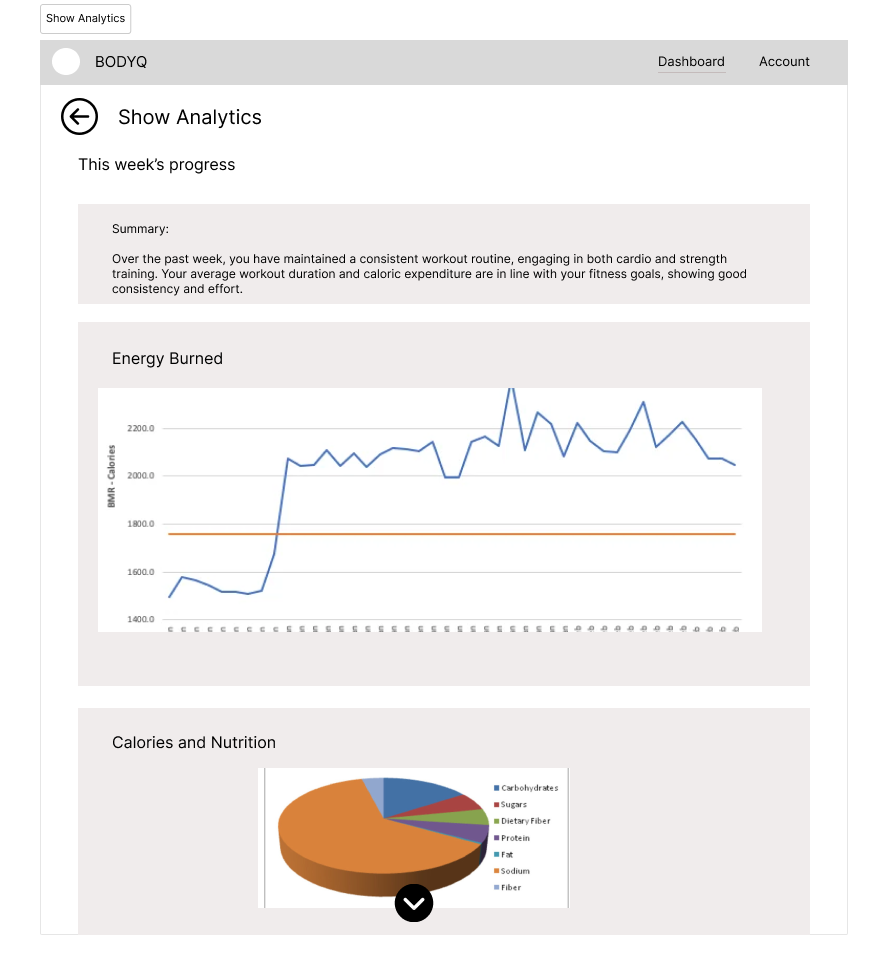 Show Analytics
BODYQ
Dashboard
Account
Show Analytics
This week’s progress
Summary:
Over the past week, you have maintained a consistent workout routine, engaging in both cardio and strength
training. Your average workout duration and caloric expenditure are in line with your fitness goals, showing good
consistency and effort.
Energy Burned
BMR - Calories
2200.0
2000.0
1800.0
1600.0
1400.0
Calories and Nutrition
Carbohydrates
Sugars
Dietary Fiber
Protein
Fat
Sodium
Fiber